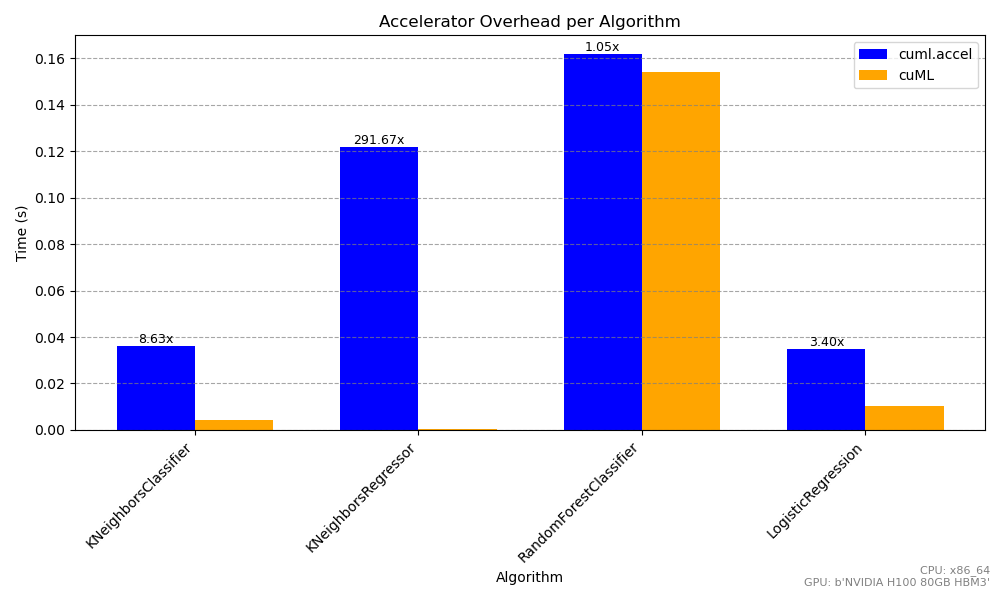 Accelerator Overhead per Algorithm
cuml.accel
cuML
1.05x
291.67x
8.63x
3.40x
Time (s)
0.16
0.14
0.12
0.10
0.08
0.06
0.04
0.02
0.00
KNeighborsClassifier
KNeighborsRegressor
RandomForestClassifier
LogisticRegression
Algorithm
CPU: x86_64
GPU: b'NVIDIA H100 80GB HBM3'